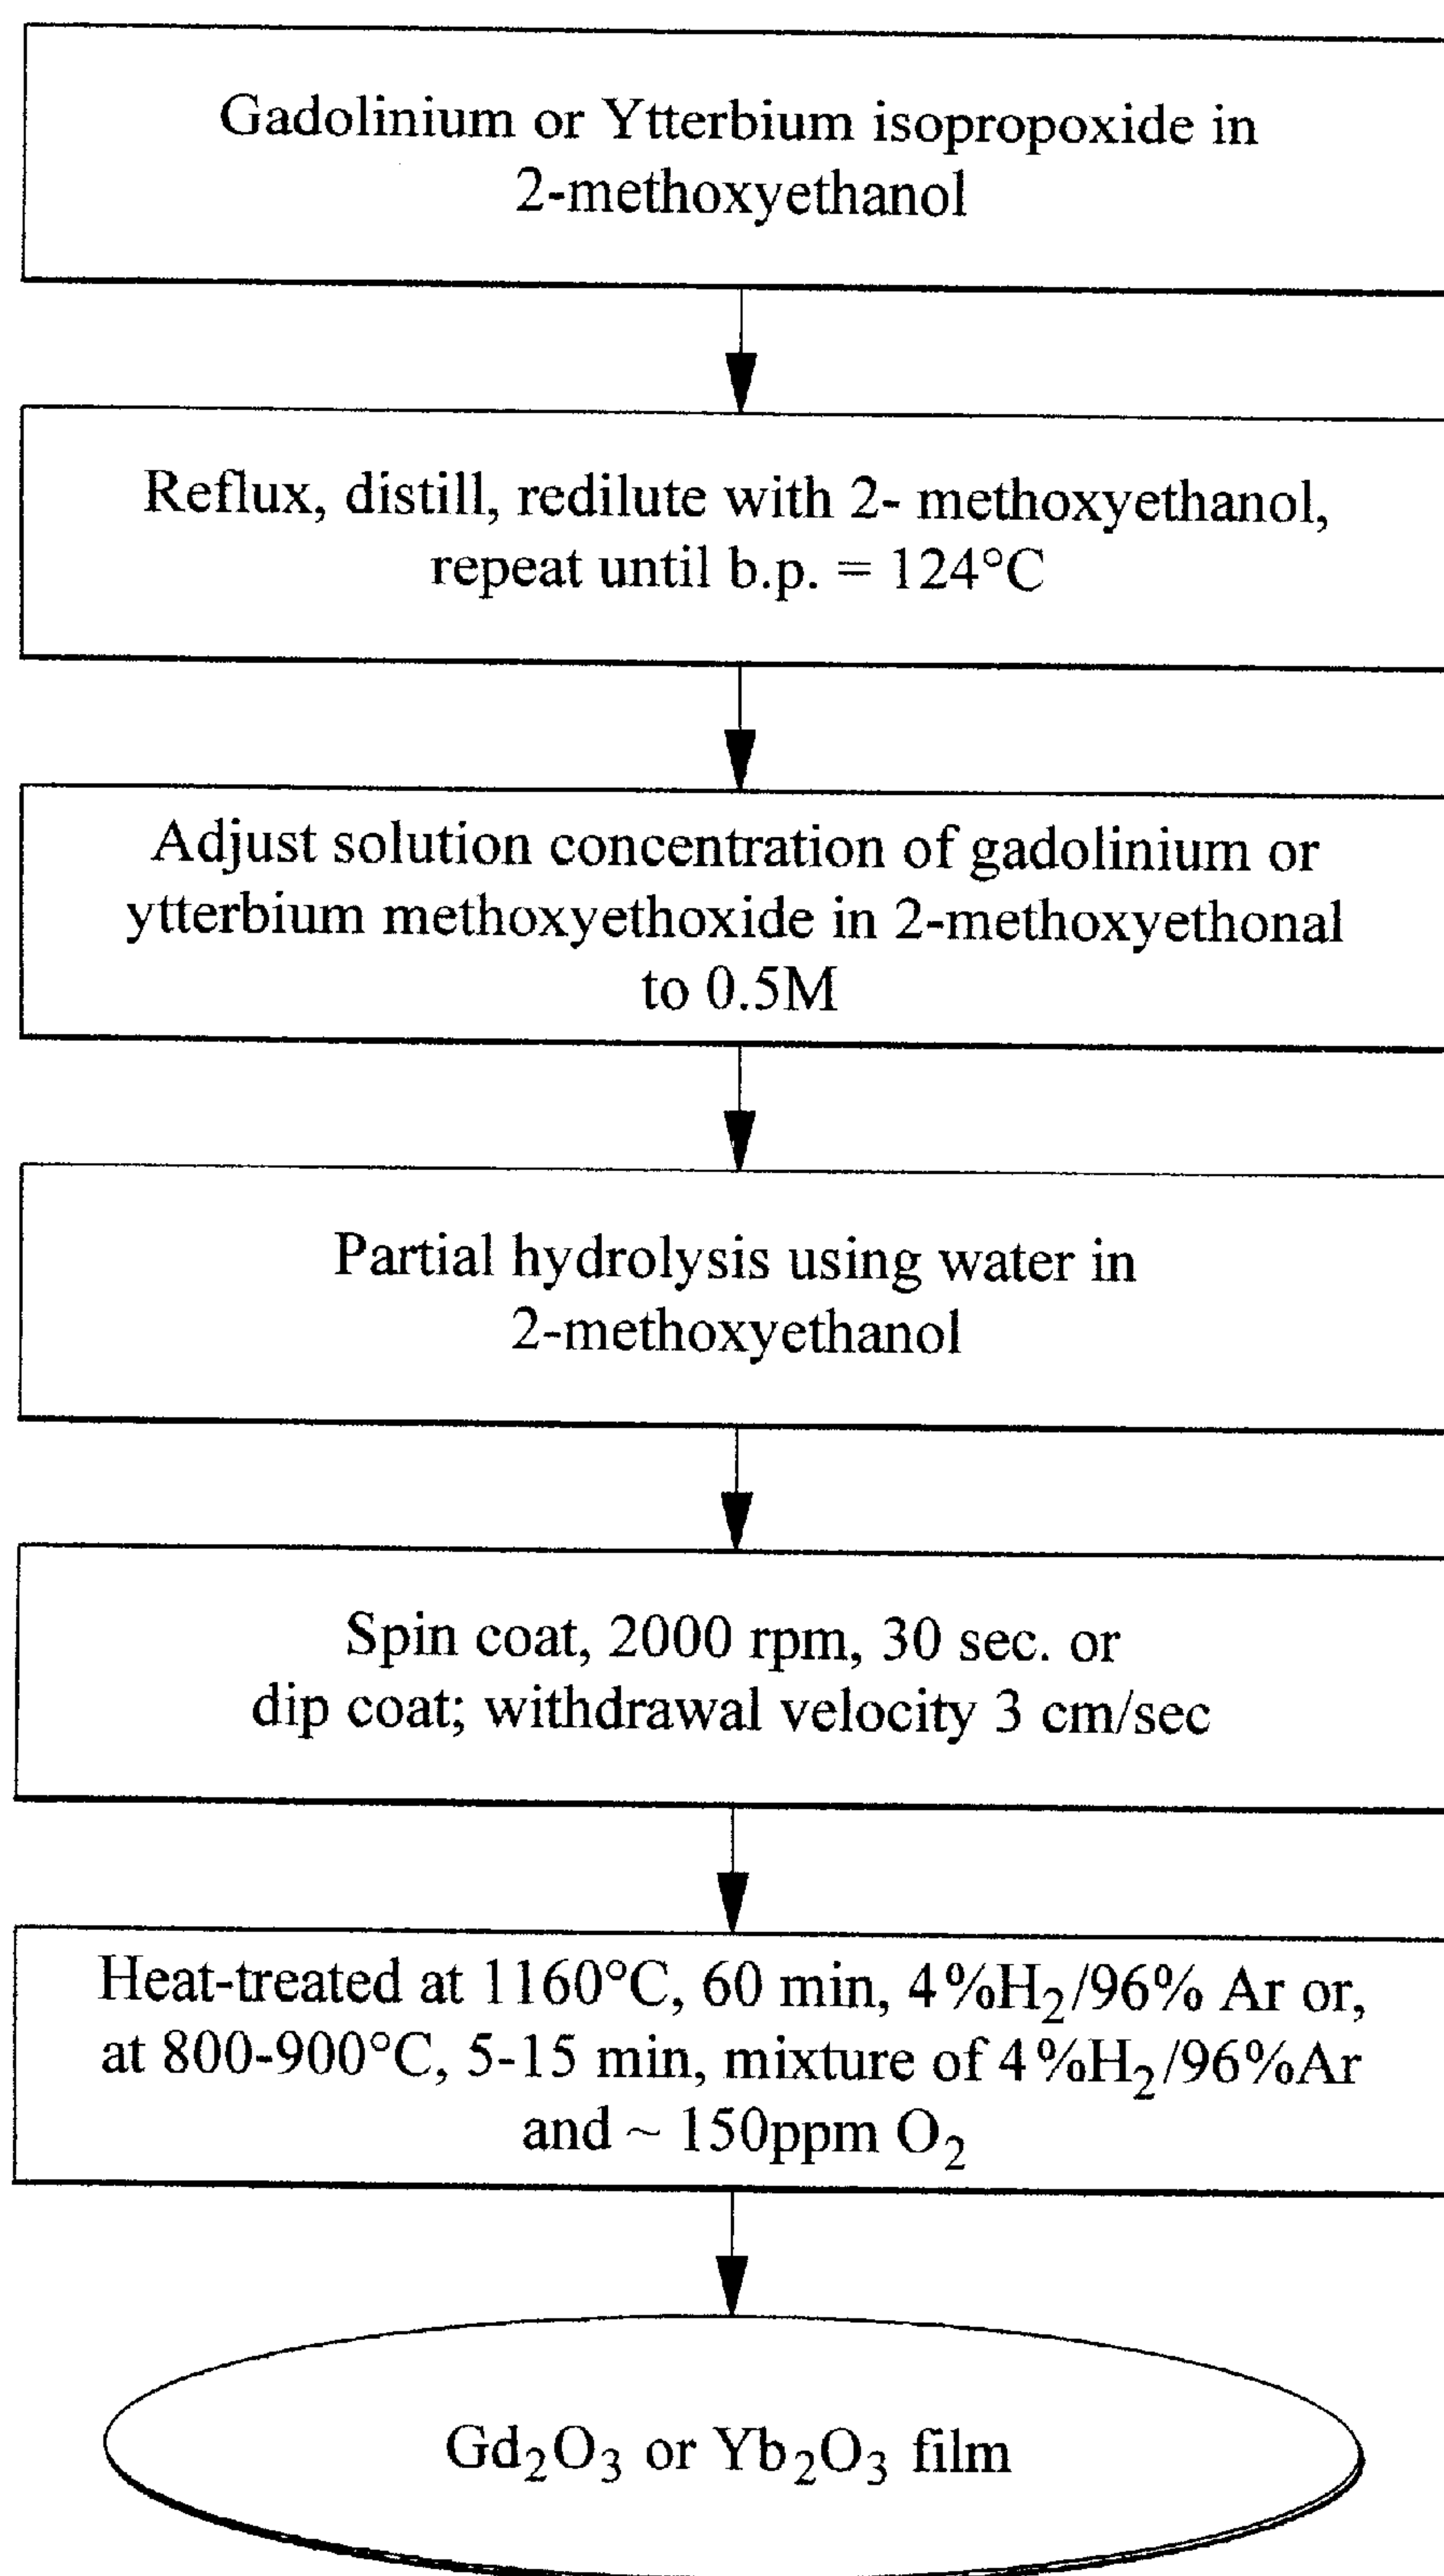 Gadolinium or Ytterbium isopropoxide in
2-methoxyethanol
Reflux, distill, redilute with 2- methoxyethanol,
repeat until b.p. = 124°C
Adjust solution concentration of gadolinium or
ytterbium methoxyethoxide in 2-methoxyethonal
to 0.5M
Partial hydrolysis using water in
2-methoxyethanol
Spin coat, 2000 rpm, 30 sec. or
dip coat; withdrawal velocity 3 cm/sec
Heat-treated at 1160°C, 60 min, 4%H₂/96% Ar or,
at 800-900°C, 5-15 min, mixture of 4%H₂/96%Ar
and ~ 150ppm O₂
Gd₂O₃ or Yb₂O₃ film